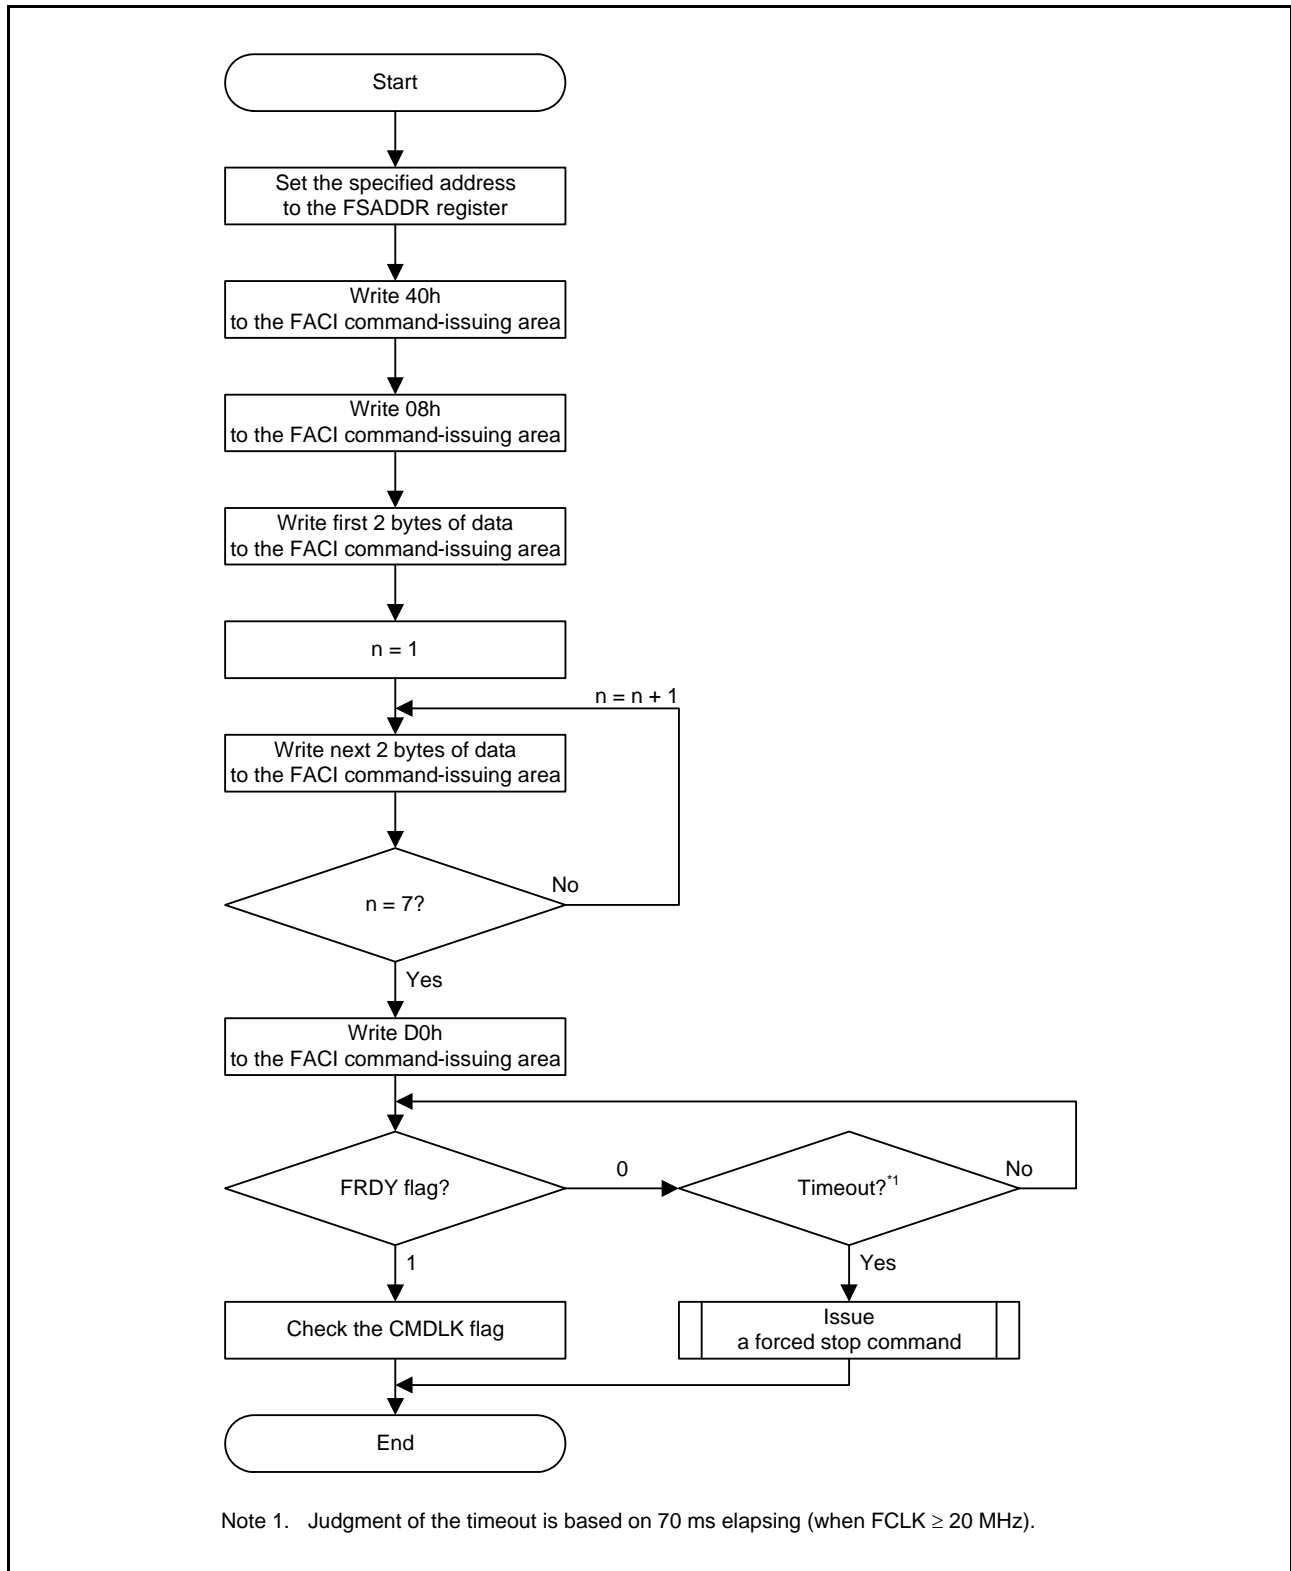 Start
Set the specified address
to the FSADDR register
Write 40h
to the FACI command-issuing area
Write 08h
to the FACI command-issuing area
Write first 2 bytes of data
to the FACI command-issuing area
n = 1
n = n + 1
Write next 2 bytes of data
to the FACI command-issuing area
n = 7?
No
Yes
Write D0h
to the FACI command-issuing area
FRDY flag?
0
Timeout?*1
No
1
Yes
Check the CMDLK flag
Issue
a forced stop command
End
Note 1. Judgment of the timeout is based on 70 ms elapsing (when FCLK ≥ 20 MHz).